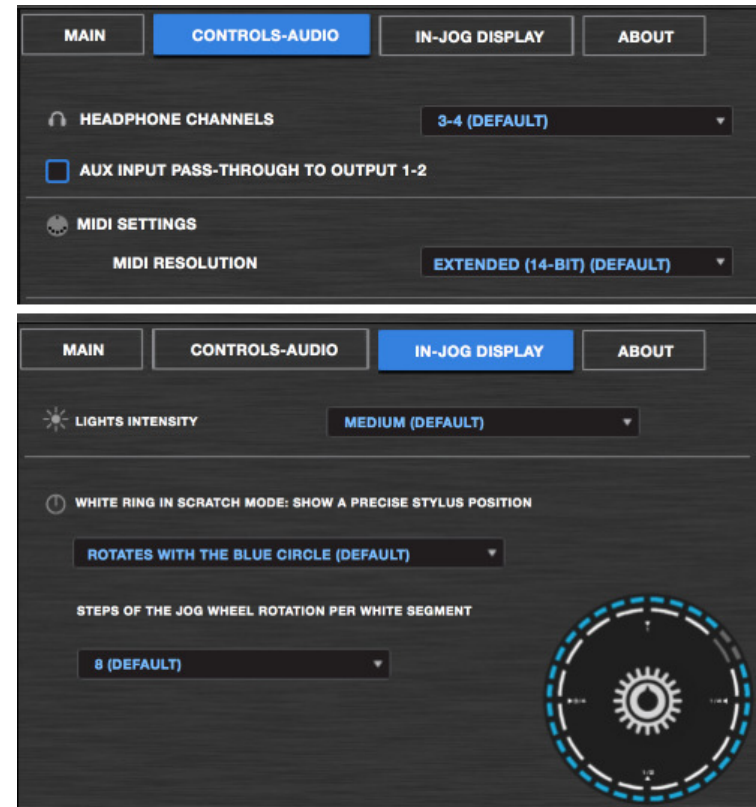 MAIN CONTROLS-AUDIO IN-JOG DISPLAY ABOUT
HEADPHONE CHANNELS 3-4 (DEFAULT)
AUX INPUT PASS-THROUGH TO OUTPUT 1-2
MIDI SETTINGS
MIDI RESOLUTION EXTENDED (14-BIT) (DEFAULT)
MAIN CONTROLS-AUDIO IN-JOG DISPLAY ABOUT
LIGHTS INTENSITY MEDIUM (DEFAULT)
WHITE RING IN SCRATCH MODE: SHOW A PRECISE STYLUS POSITION
ROTATES WITH THE BLUE CIRCLE (DEFAULT)
STEPS OF THE JOG WHEEL ROTATION PER WHITE SEGMENT
8 (DEFAULT)